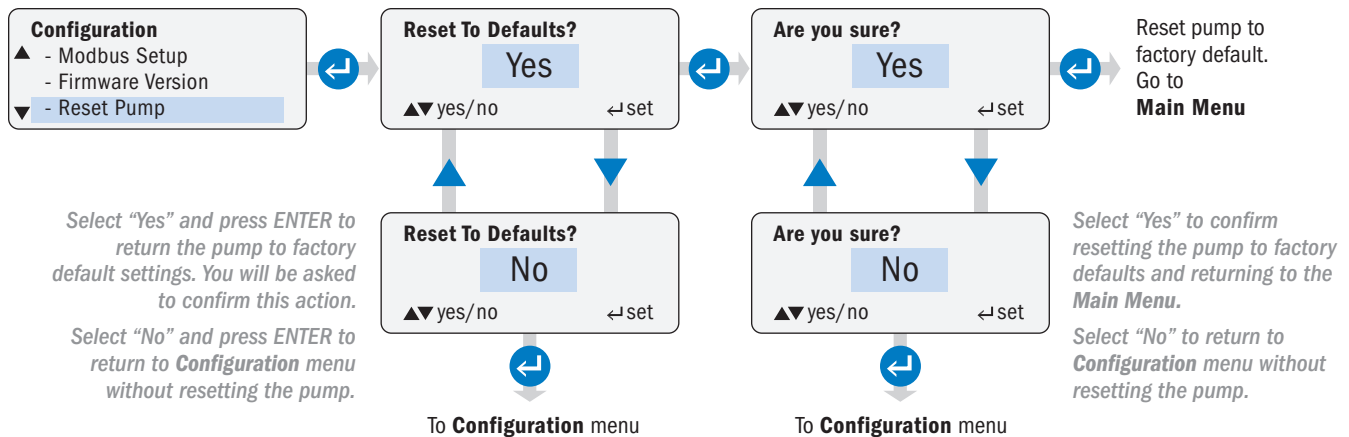 Configuration
▲ - Modbus Setup
- Firmware Version
▼ - Reset Pump
Reset To Defaults?
Yes
▲▼ yes/no ↵ set
Are you sure?
Yes
▲▼ yes/no ↵ set
Reset pump to
factory default.
Go to
Main Menu
Select “Yes” and press ENTER to
return the pump to factory
default settings. You will be asked
to confirm this action.
Select “No” and press ENTER to
return to Configuration menu
without resetting the pump.
Reset To Defaults?
No
▲▼ yes/no ↵ set
To Configuration menu
Are you sure?
No
▲▼ yes/no ↵ set
To Configuration menu
Select “Yes” to confirm
resetting the pump to factory
defaults and returning to the
Main Menu.
Select “No” to return to
Configuration menu without
resetting the pump.